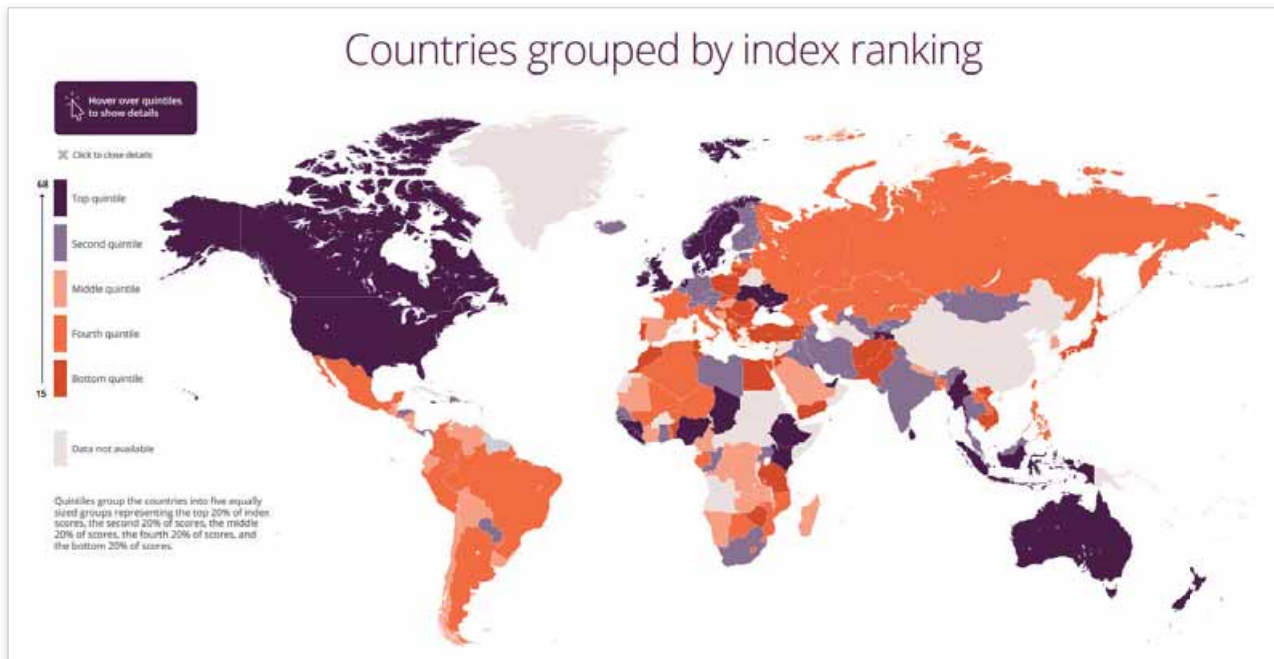 Countries grouped by index ranking
Hover over quintiles
to show details
Click to close details
68
Top quintile
Second quintile
Middle quintile
Fourth quintile
Bottom quintile
15
Data not available
Quintiles group the countries into five equally
sized groups representing the top 20% of index
scores, the second 20% of scores, the middle
20% of scores, the fourth 20% of scores, and
the bottom 20% of scores.